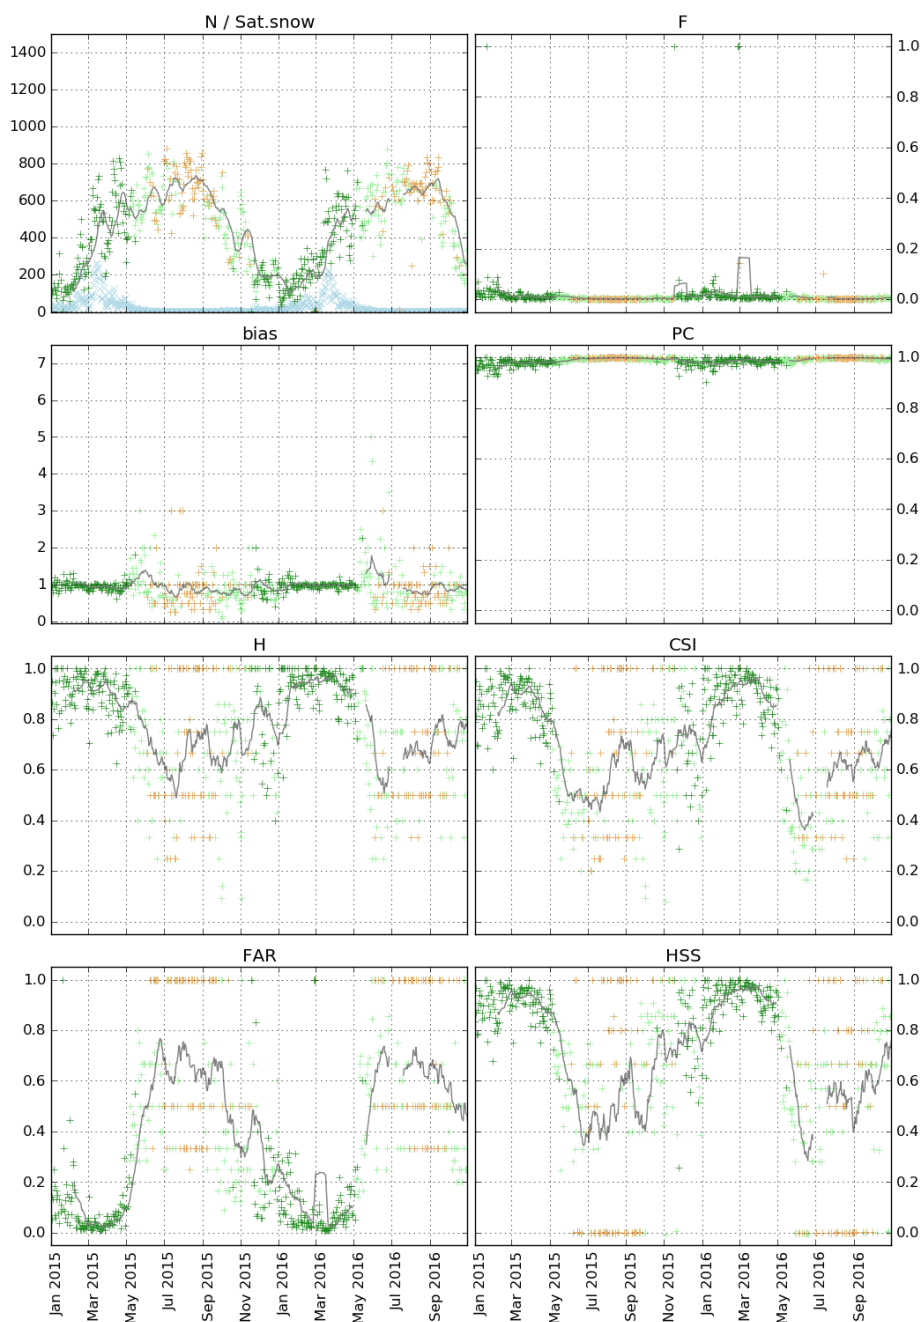 N / Sat.snow
F
1400
1200
1000
800
600
400
200
0
1.0
0.8
0.6
0.4
0.2
0.0
bias
PC
7
6
5
4
3
2
1
0
1.0
0.8
0.6
0.4
0.2
0.0
H
CSI
1.0
0.8
0.6
0.4
0.2
0.0
1.0
0.8
0.6
0.4
0.2
0.0
FAR
HSS
1.0
0.8
0.6
0.4
0.2
0.0
1.0
0.8
0.6
0.4
0.2
0.0
Jan 2015
Mar 2015
May 2015
Jul 2015
Sep 2015
Nov 2015
Jan 2016
Mar 2016
May 2016
Jul 2016
Sep 2016
Jan 2015
Mar 2015
May 2015
Jul 2015
Sep 2015
Nov 2015
Jan 2016
Mar 2016
May 2016
Jul 2016
Sep 2016